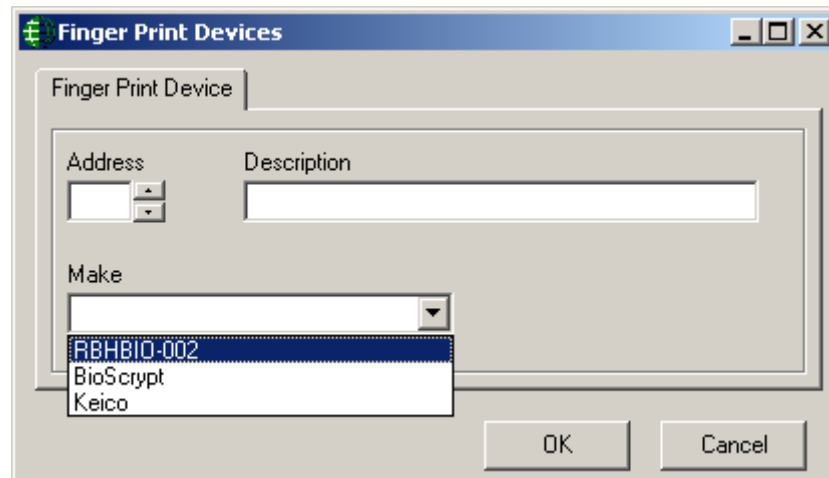 Finger Print Devices
Finger Print Device
Address Description
Make
RBHBIO-002
BioScrypt
Keico
OK Cancel